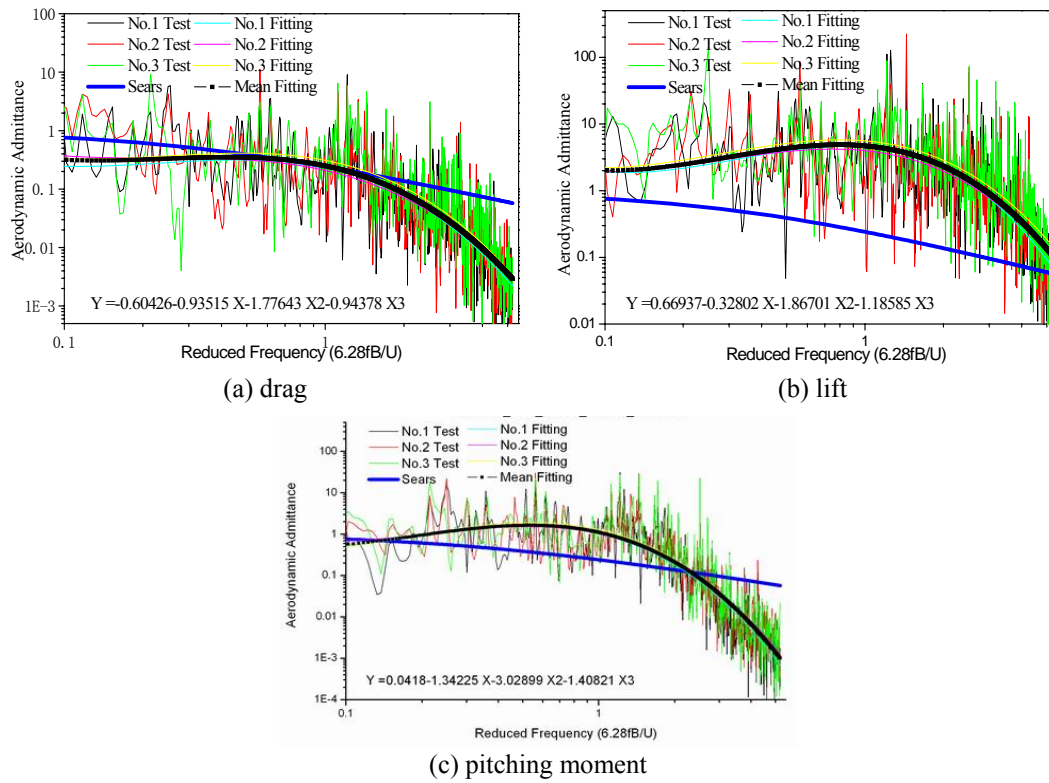 100
10
1
0.1
0.01
1E-3
Aerodynamic Admittance
No.1 Test No.1 Fitting
No.2 Test No.2 Fitting
No.3 Test No.3 Fitting
Sears Mean Fitting
Y =-0.60426-0.93515 X-1.77643 X2-0.94378 X3
0.1 1
Reduced Frequency (6.28fB/U)
(a) drag
100
10
1
0.1
0.01
Aerodynamic Admittance
No.1 Test No.1 Fitting
No.2 Test No.2 Fitting
No.3 Test No.3 Fitting
Sears Mean Fitting
Y =0.66937-0.32802 X-1.86701 X2-1.18585 X3
0.1 1
Reduced Frequency (6.28fB/U)
(b) lift
100
10
1
0.1
0.01
1E-3
1E-4
Aerodynamic Admittance
No.1 Test No.1 Fitting
No.2 Test No.2 Fitting
No.3 Test No.3 Fitting
Sears Mean Fitting
Y =0.0418-1.34225 X-3.02899 X2-1.40821 X3
0.1 1
Reduced Frequency (6.28fB/U)
(c) pitching moment